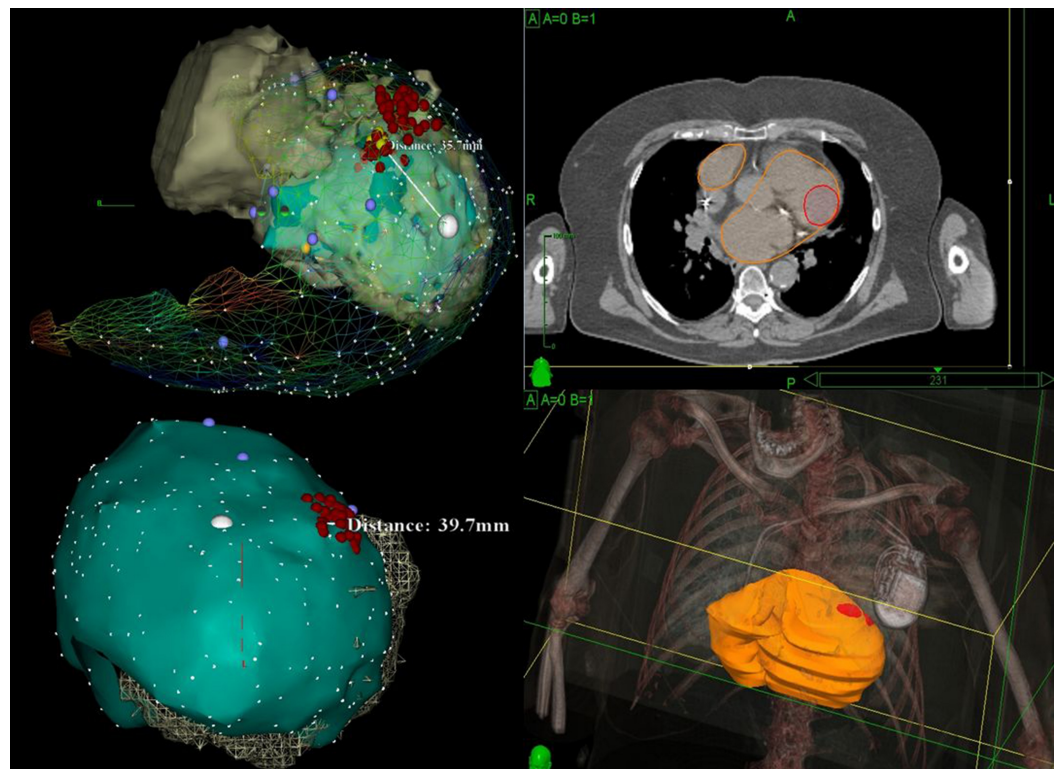 R
Distance: 35.7mm
A A=0 B=1
A
R
L
P
231
Distance: 39.7mm
L
A A=0 B=1